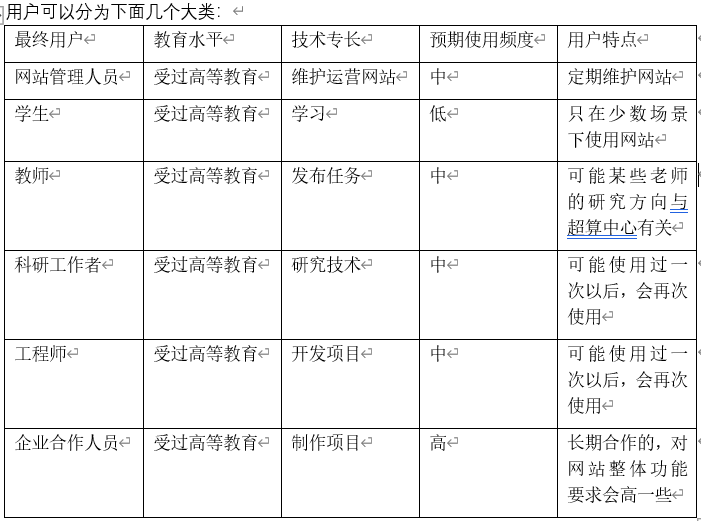 用户可以分为下面几个大类：
最终用户 教育水平 技术专长 预期使用频度 用户特点
网站管理人员 受过高等教育 维护运营网站 中 定期维护网站
学生 受过高等教育 学习 低 只在少数场景
下使用网站
教师 受过高等教育 发布任务 中 可能某些老师
的研究方向与
超算中心有关
科研工作者 受过高等教育 研究技术 中 可能使用过一
次以后，会再次
使用
工程师 受过高等教育 开发项目 中 可能使用过一
次以后，会再次
使用
企业合作人员 受过高等教育 制作项目 高 长期合作的，对
网站整体功能
要求会高一些